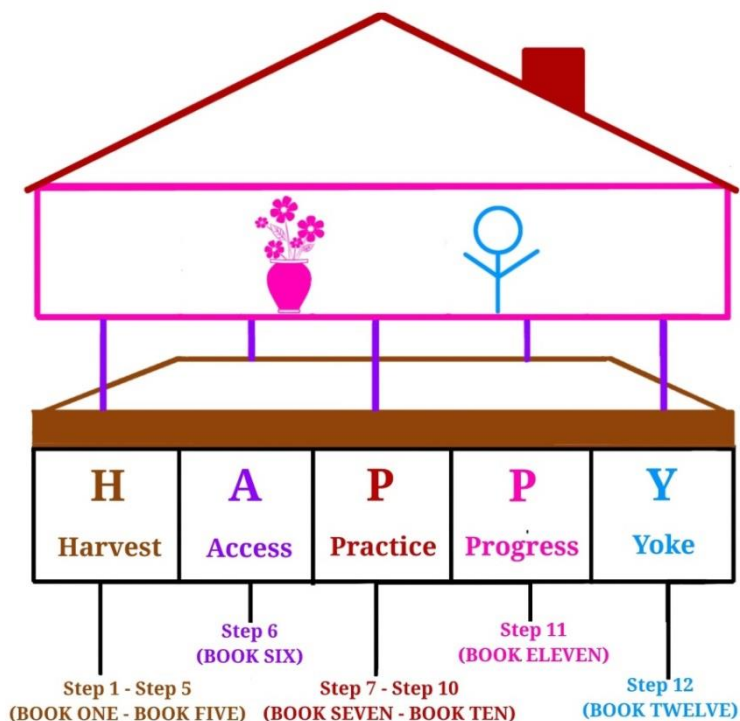 H A P P Y
Harvest Access Practice Progress Yoke
Step 6
(BOOK SIX)
Step 11
(BOOK ELEVEN)
Step 1 - Step 5
(BOOK ONE - BOOK FIVE)
Step 7 - Step 10
(BOOK SEVEN - BOOK TEN)
Step 12
(BOOK TWELVE)